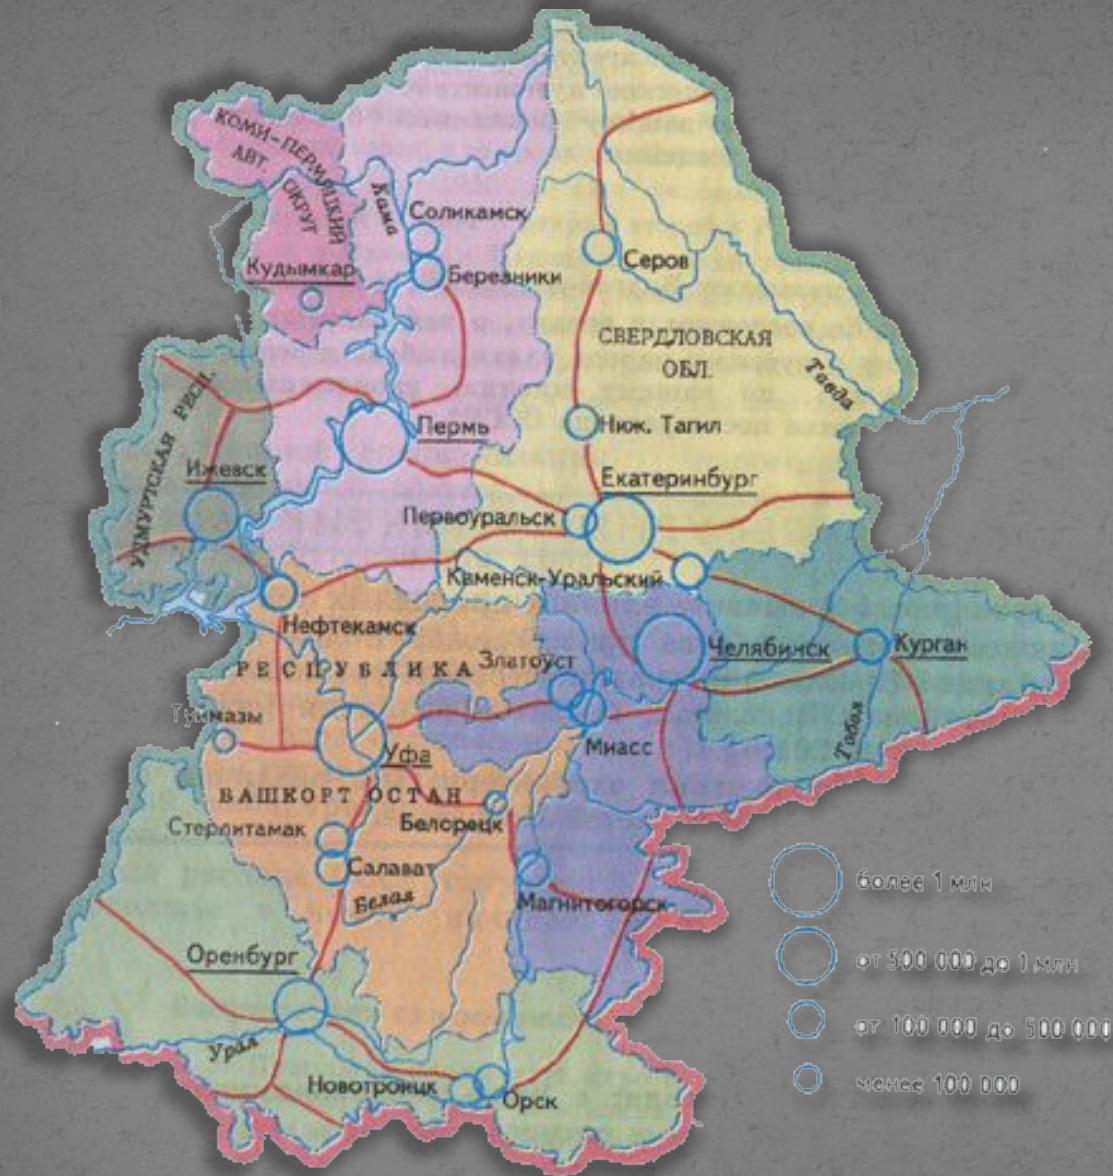 КОМИ-ПЕРМЯЦКИЙ
АВТ. ОКРУГ
Кама
Соликамск
Кудымкар
Березники
Серов
СВЕРДЛОВСКАЯ
ОБЛ.
Тавда
УДМУРТСКАЯ РЕСП.
Пермь
Ниж. Тагил
Ижевск
Екатеринбург
Первоуральск
Каменск-Уральский
Нефтекамск
РЕСПУБЛИКА
Златоуст
Челябинск
Курган
Туймазы
Уфа
Миасс
Тобол
БАШКОРТОСТАН
Стерлитамак
Белорецк
Салават
Белая
Магнитогорск
Оренбург
Урал
Новотроицк
Орск
более 1 млн
от 500 000 до 1 млн
от 100 000 до 500 000
менее 100 000